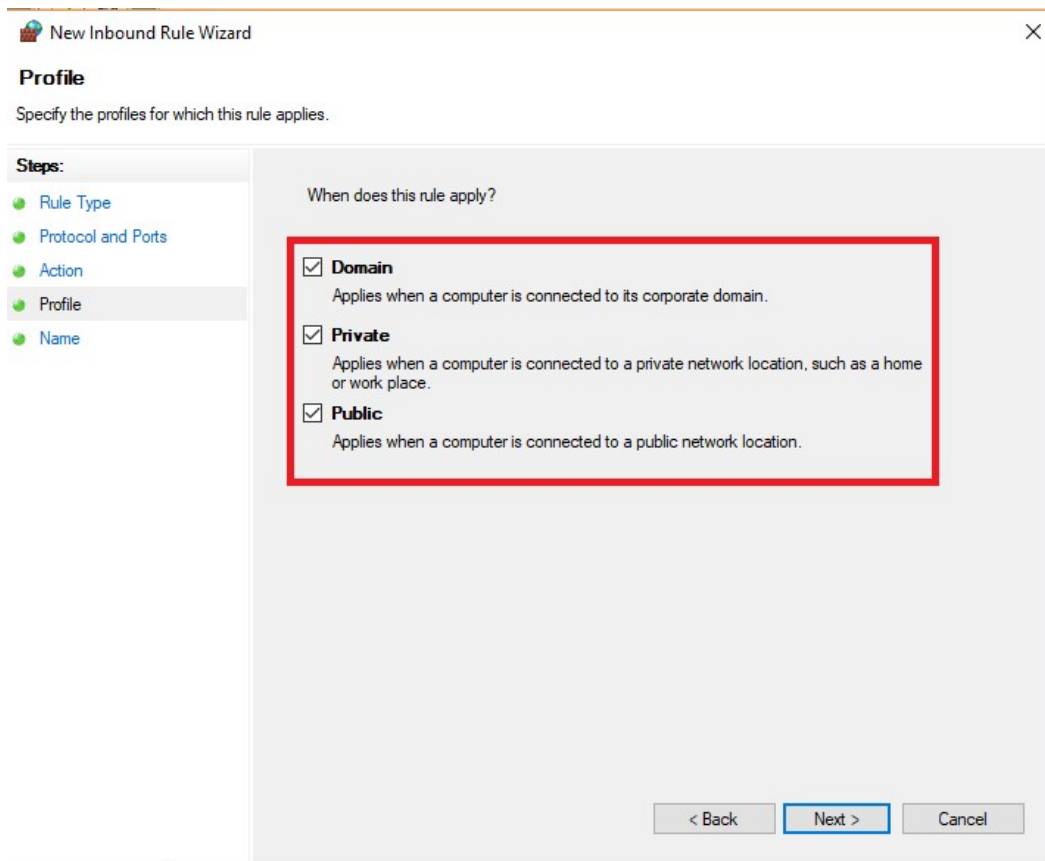 New Inbound Rule Wizard
Profile
Specify the profiles for which this rule applies.
Steps:
Rule Type
Protocol and Ports
Action
Profile
Name
When does this rule apply?
Domain
Applies when a computer is connected to its corporate domain.
Private
Applies when a computer is connected to a private network location, such as a home
or work place.
Public
Applies when a computer is connected to a public network location.
< Back
Next >
Cancel